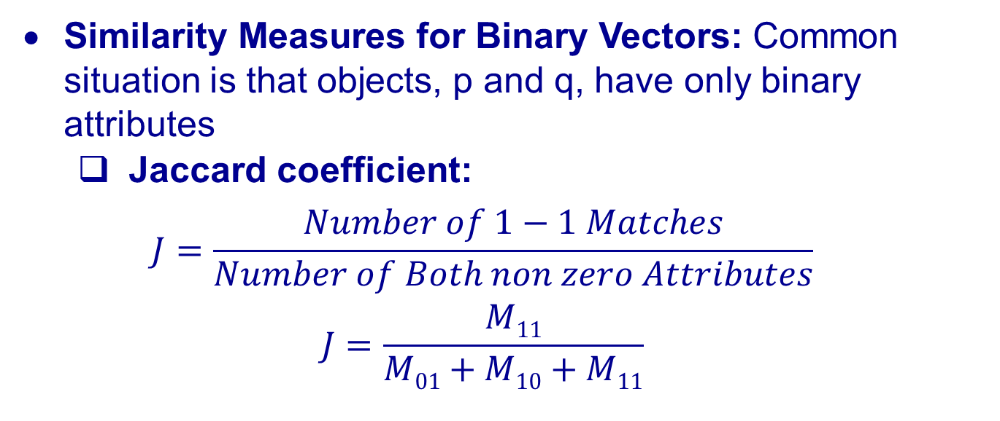 • Similarity Measures for Binary Vectors: Common
situation is that objects, p and q, have only binary
attributes
❑ Jaccard coefficient:
J = \frac{Number of 1 − 1 Matches}{Number of Both non zero Attributes}
J = \frac{M_{11}}{M_{01} + M_{10} + M_{11}}